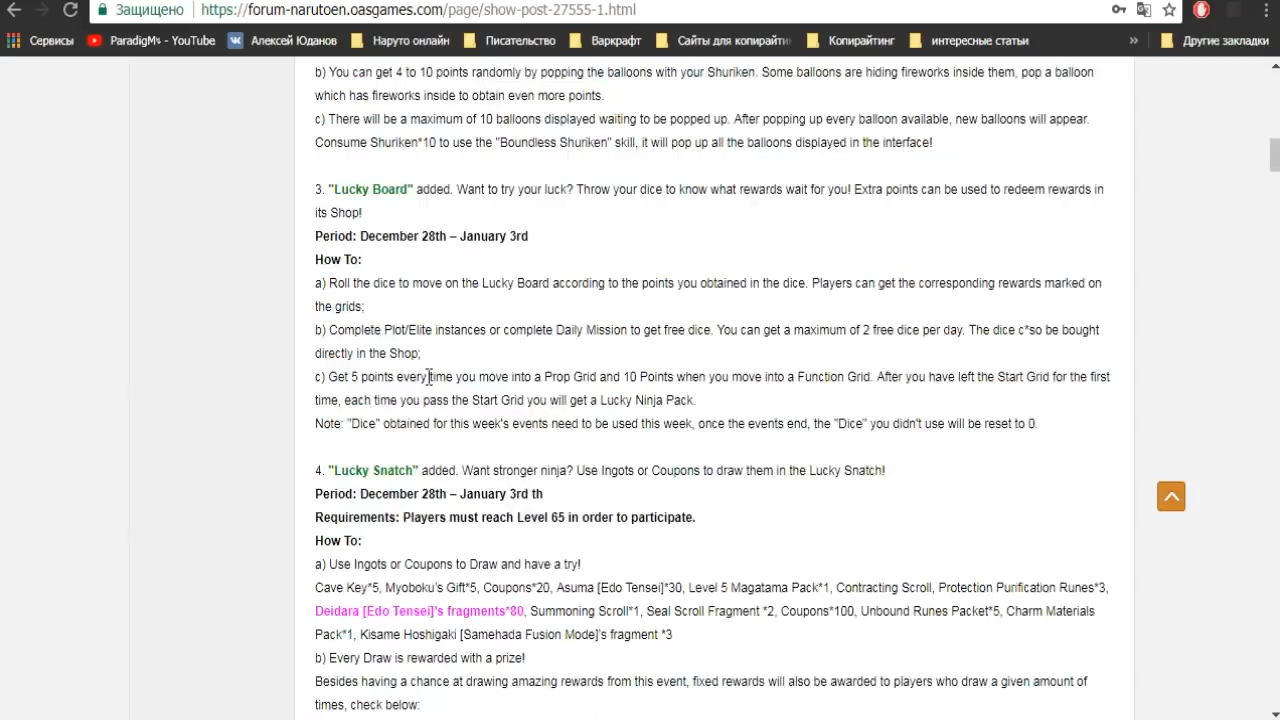 Защищено https://forum-narutoen.oasgames.com/page/show-post-27555-1.html
Сервисы ParadigMъ - YouTube Алексей Юданов Наруто онлайн Писательство Варкрафт Сайты для копирайти Копирайтинг интересные статьи » Другие закладки
b) You can get 4 to 10 points randomly by popping the balloons with your Shuriken. Some balloons are hiding fireworks inside them, pop a balloon
which has fireworks inside to obtain even more points.
c) There will be a maximum of 10 balloons displayed waiting to be popped up. After popping up every balloon available, new balloons will appear.
Consume Shuriken*10 to use the "Boundless Shuriken" skill, it will pop up all the balloons displayed in the interface!
3. "Lucky Board" added. Want to try your luck? Throw your dice to know what rewards wait for you! Extra points can be used to redeem rewards in
its Shop!
Period: December 28th – January 3rd
How To:
a) Roll the dice to move on the Lucky Board according to the points you obtained in the dice. Players can get the corresponding rewards marked on
the grids;
b) Complete Plot/Elite instances or complete Daily Mission to get free dice. You can get a maximum of 2 free dice per day. The dice c*so be bought
directly in the Shop;
c) Get 5 points every time you move into a Prop Grid and 10 Points when you move into a Function Grid. After you have left the Start Grid for the first
time, each time you pass the Start Grid you will get a Lucky Ninja Pack.
Note: "Dice" obtained for this week's events need to be used this week, once the events end, the "Dice" you didn't use will be reset to 0.
4. "Lucky Snatch" added. Want stronger ninja? Use Ingots or Coupons to draw them in the Lucky Snatch!
Period: December 28th – January 3rd th
Requirements: Players must reach Level 65 in order to participate.
How To:
a) Use Ingots or Coupons to Draw and have a try!
Cave Key*5, Myoboku's Gift*5, Coupons*20, Asuma [Edo Tensei]*30, Level 5 Magatama Pack*1, Contracting Scroll, Protection Purification Runes*3,
Deidara [Edo Tensei]'s fragments*80, Summoning Scroll*1, Seal Scroll Fragment *2, Coupons*100, Unbound Runes Packet*5, Charm Materials
Pack*1, Kisame Hoshigaki [Samehada Fusion Mode]'s fragment *3
b) Every Draw is rewarded with a prize!
Besides having a chance at drawing amazing rewards from this event, fixed rewards will also be awarded to players who draw a given amount of
times, check below: